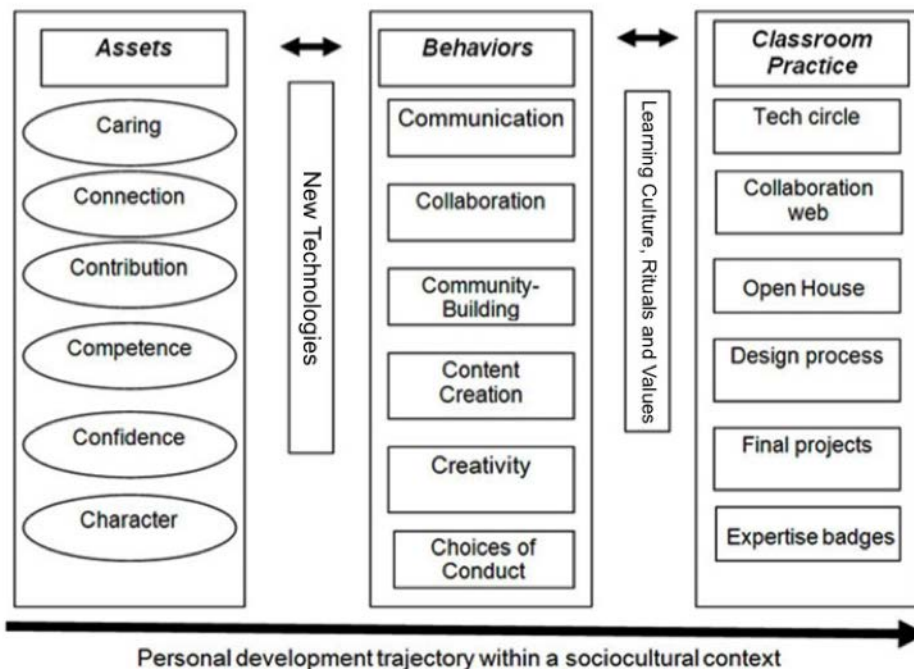 Assets
Caring
Connection
Contribution
Competence
Confidence
Character
New Technologies
Behaviors
Communication
Collaboration
Community-
Building
Content
Creation
Creativity
Choices of
Conduct
Learning Culture, Rituals and Values
Classroom
Practice
Tech circle
Collaboration
web
Open House
Design process
Final projects
Expertise badges
Personal development trajectory within a sociocultural context